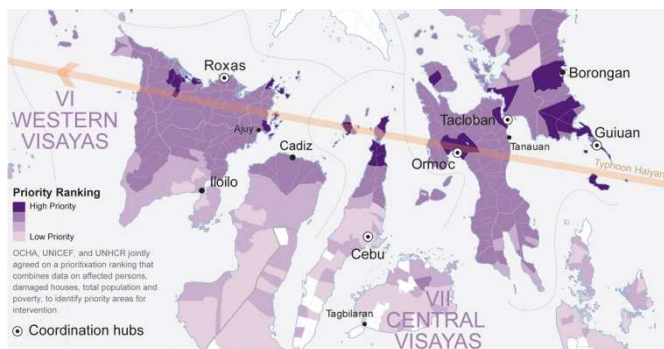 Roxas
Borongan
VI
WESTERN
VISAYAS
Tacloban
Ajuy
Guiuan
Cadiz
Tanauan
Typhoon Haiyan
Ormoc
Priority Ranking
Iloilo
High Priority
Low Priority
OCHA, UNICEF, and UNHCR jointly
agreed on a prioritisation ranking that
combines data on affected persons,
damaged houses, total population and
poverty, to identify priority areas for
intervention.
Cebu
VII
CENTRAL
VISAYAS
Tagbilaran
Coordination hubs